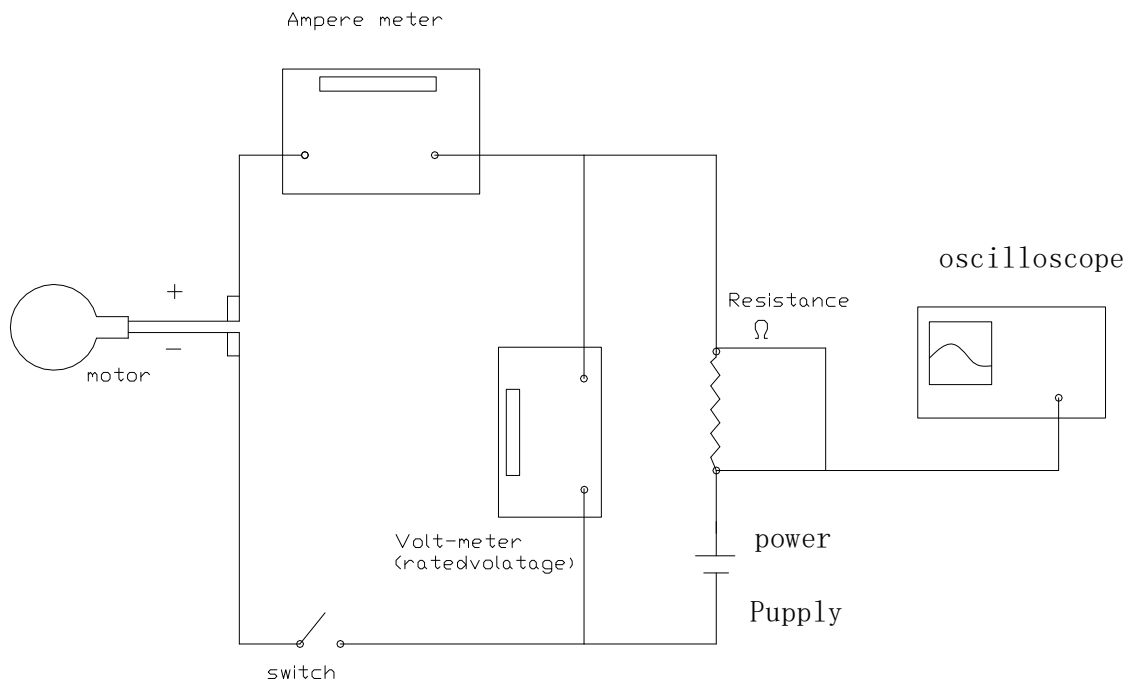 Ampere meter
oscilloscope
+
Resistance
Ω
−
motor
Volt-meter
(ratedvolatage)
power
Pupply
switch